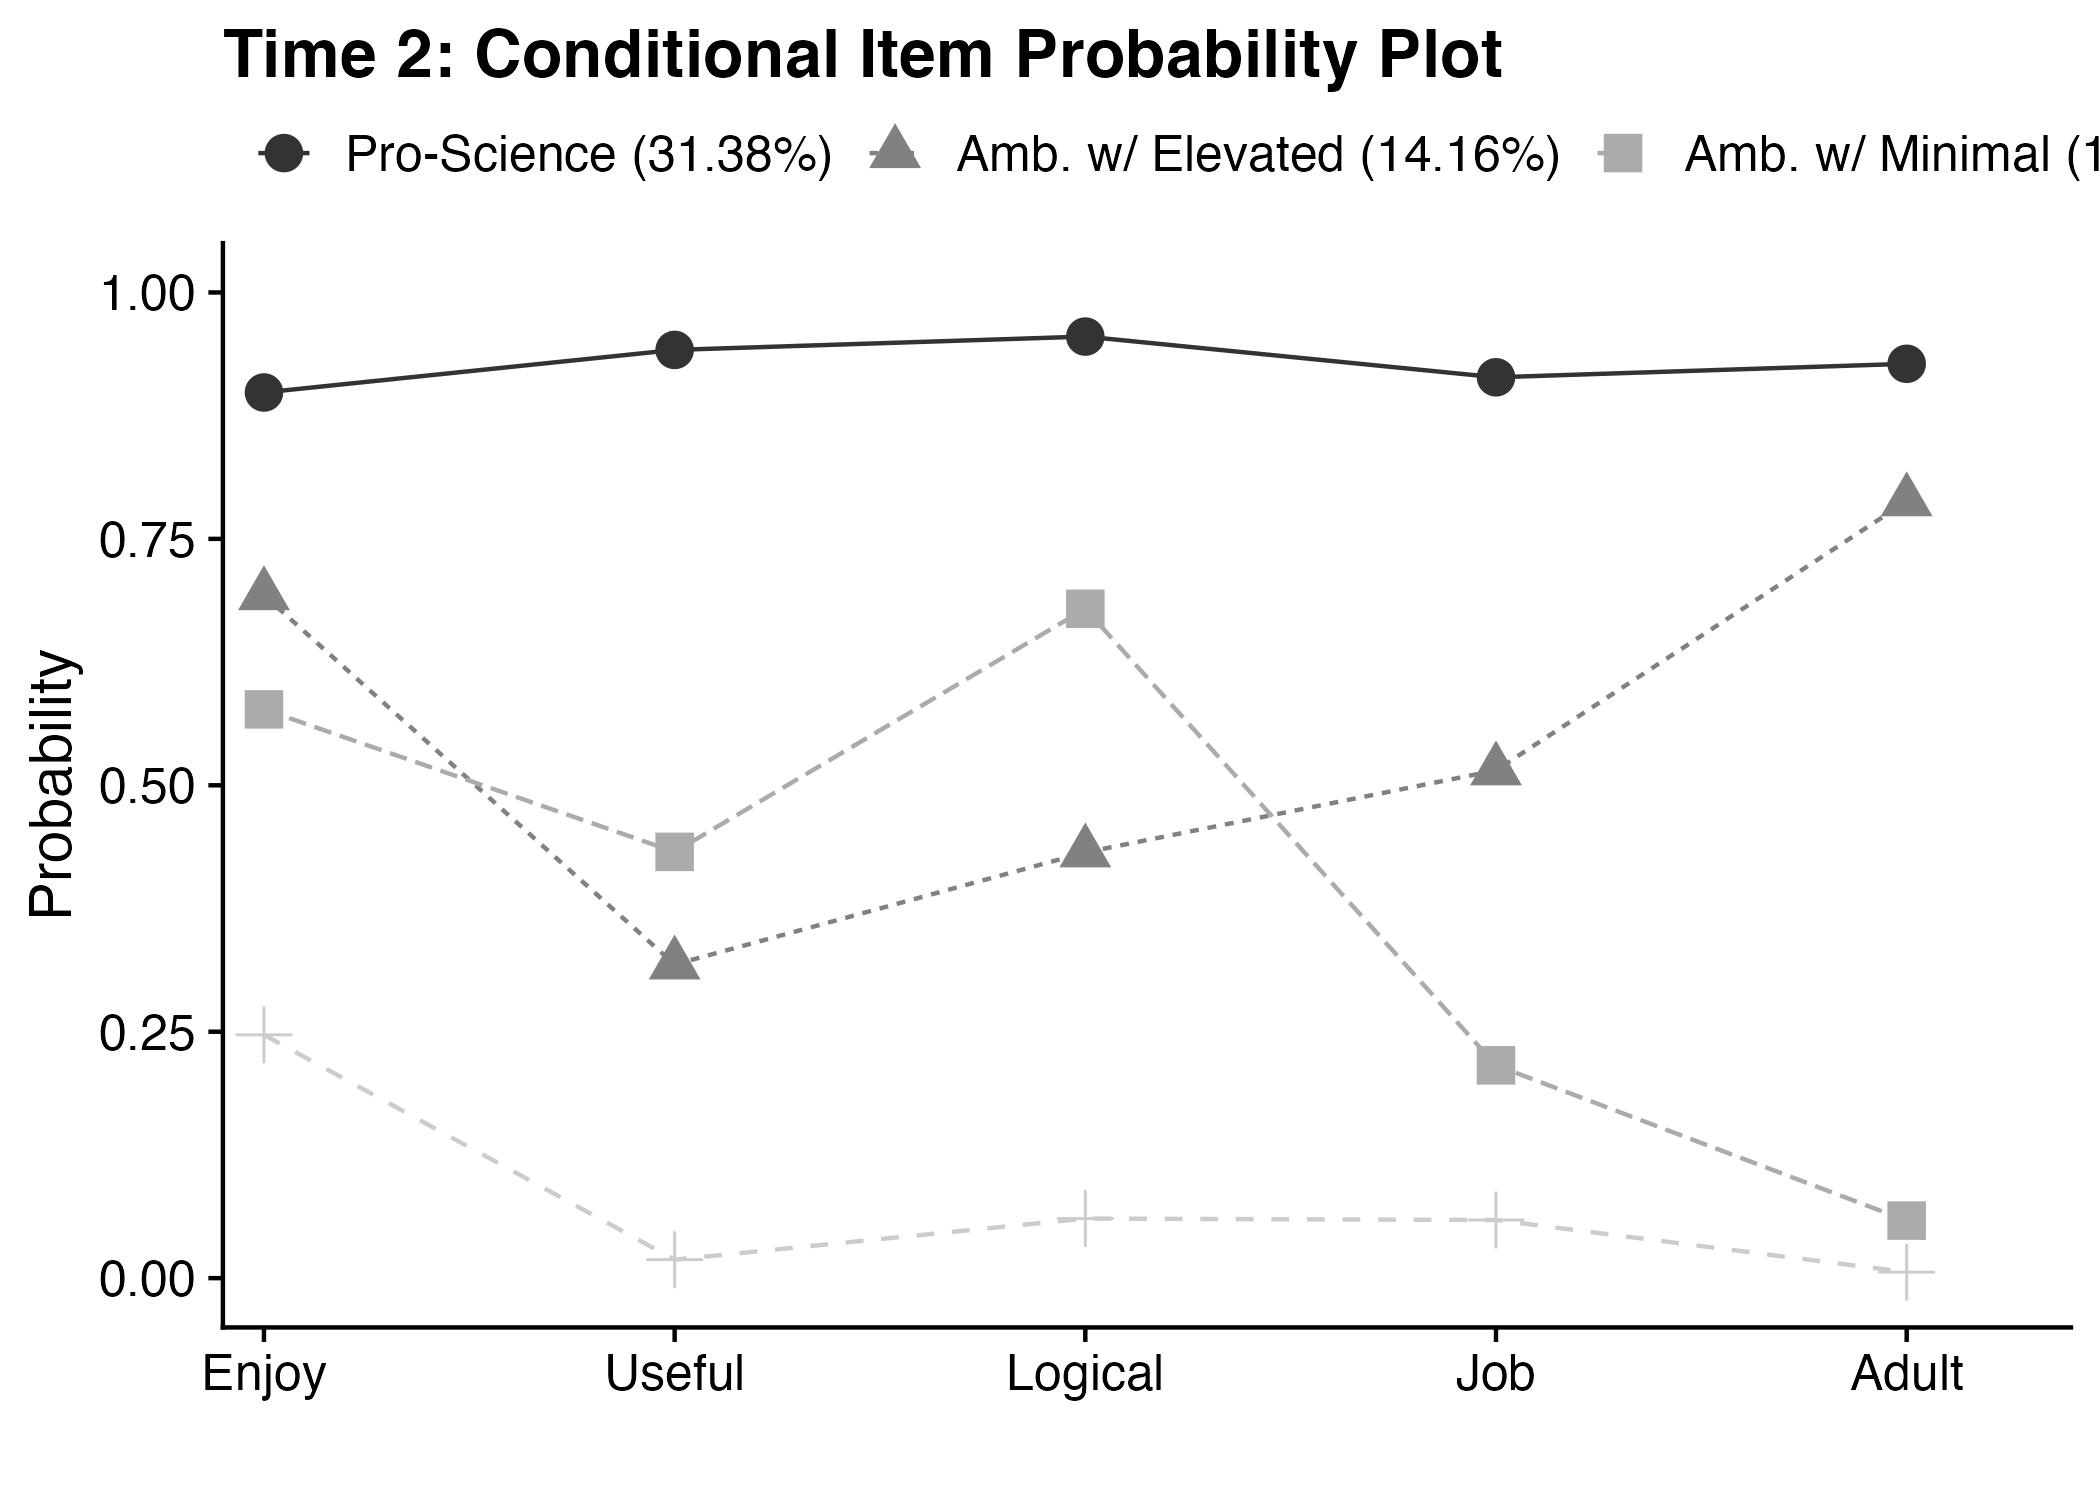 Time 2: Conditional Item Probability Plot
Pro-Science (31.38%) Amb. w/ Elevated (14.16%) Amb. w/ Minimal (1
1.00
0.75
0.50
0.25
0.00
Probability
Enjoy Useful Logical Job Adult